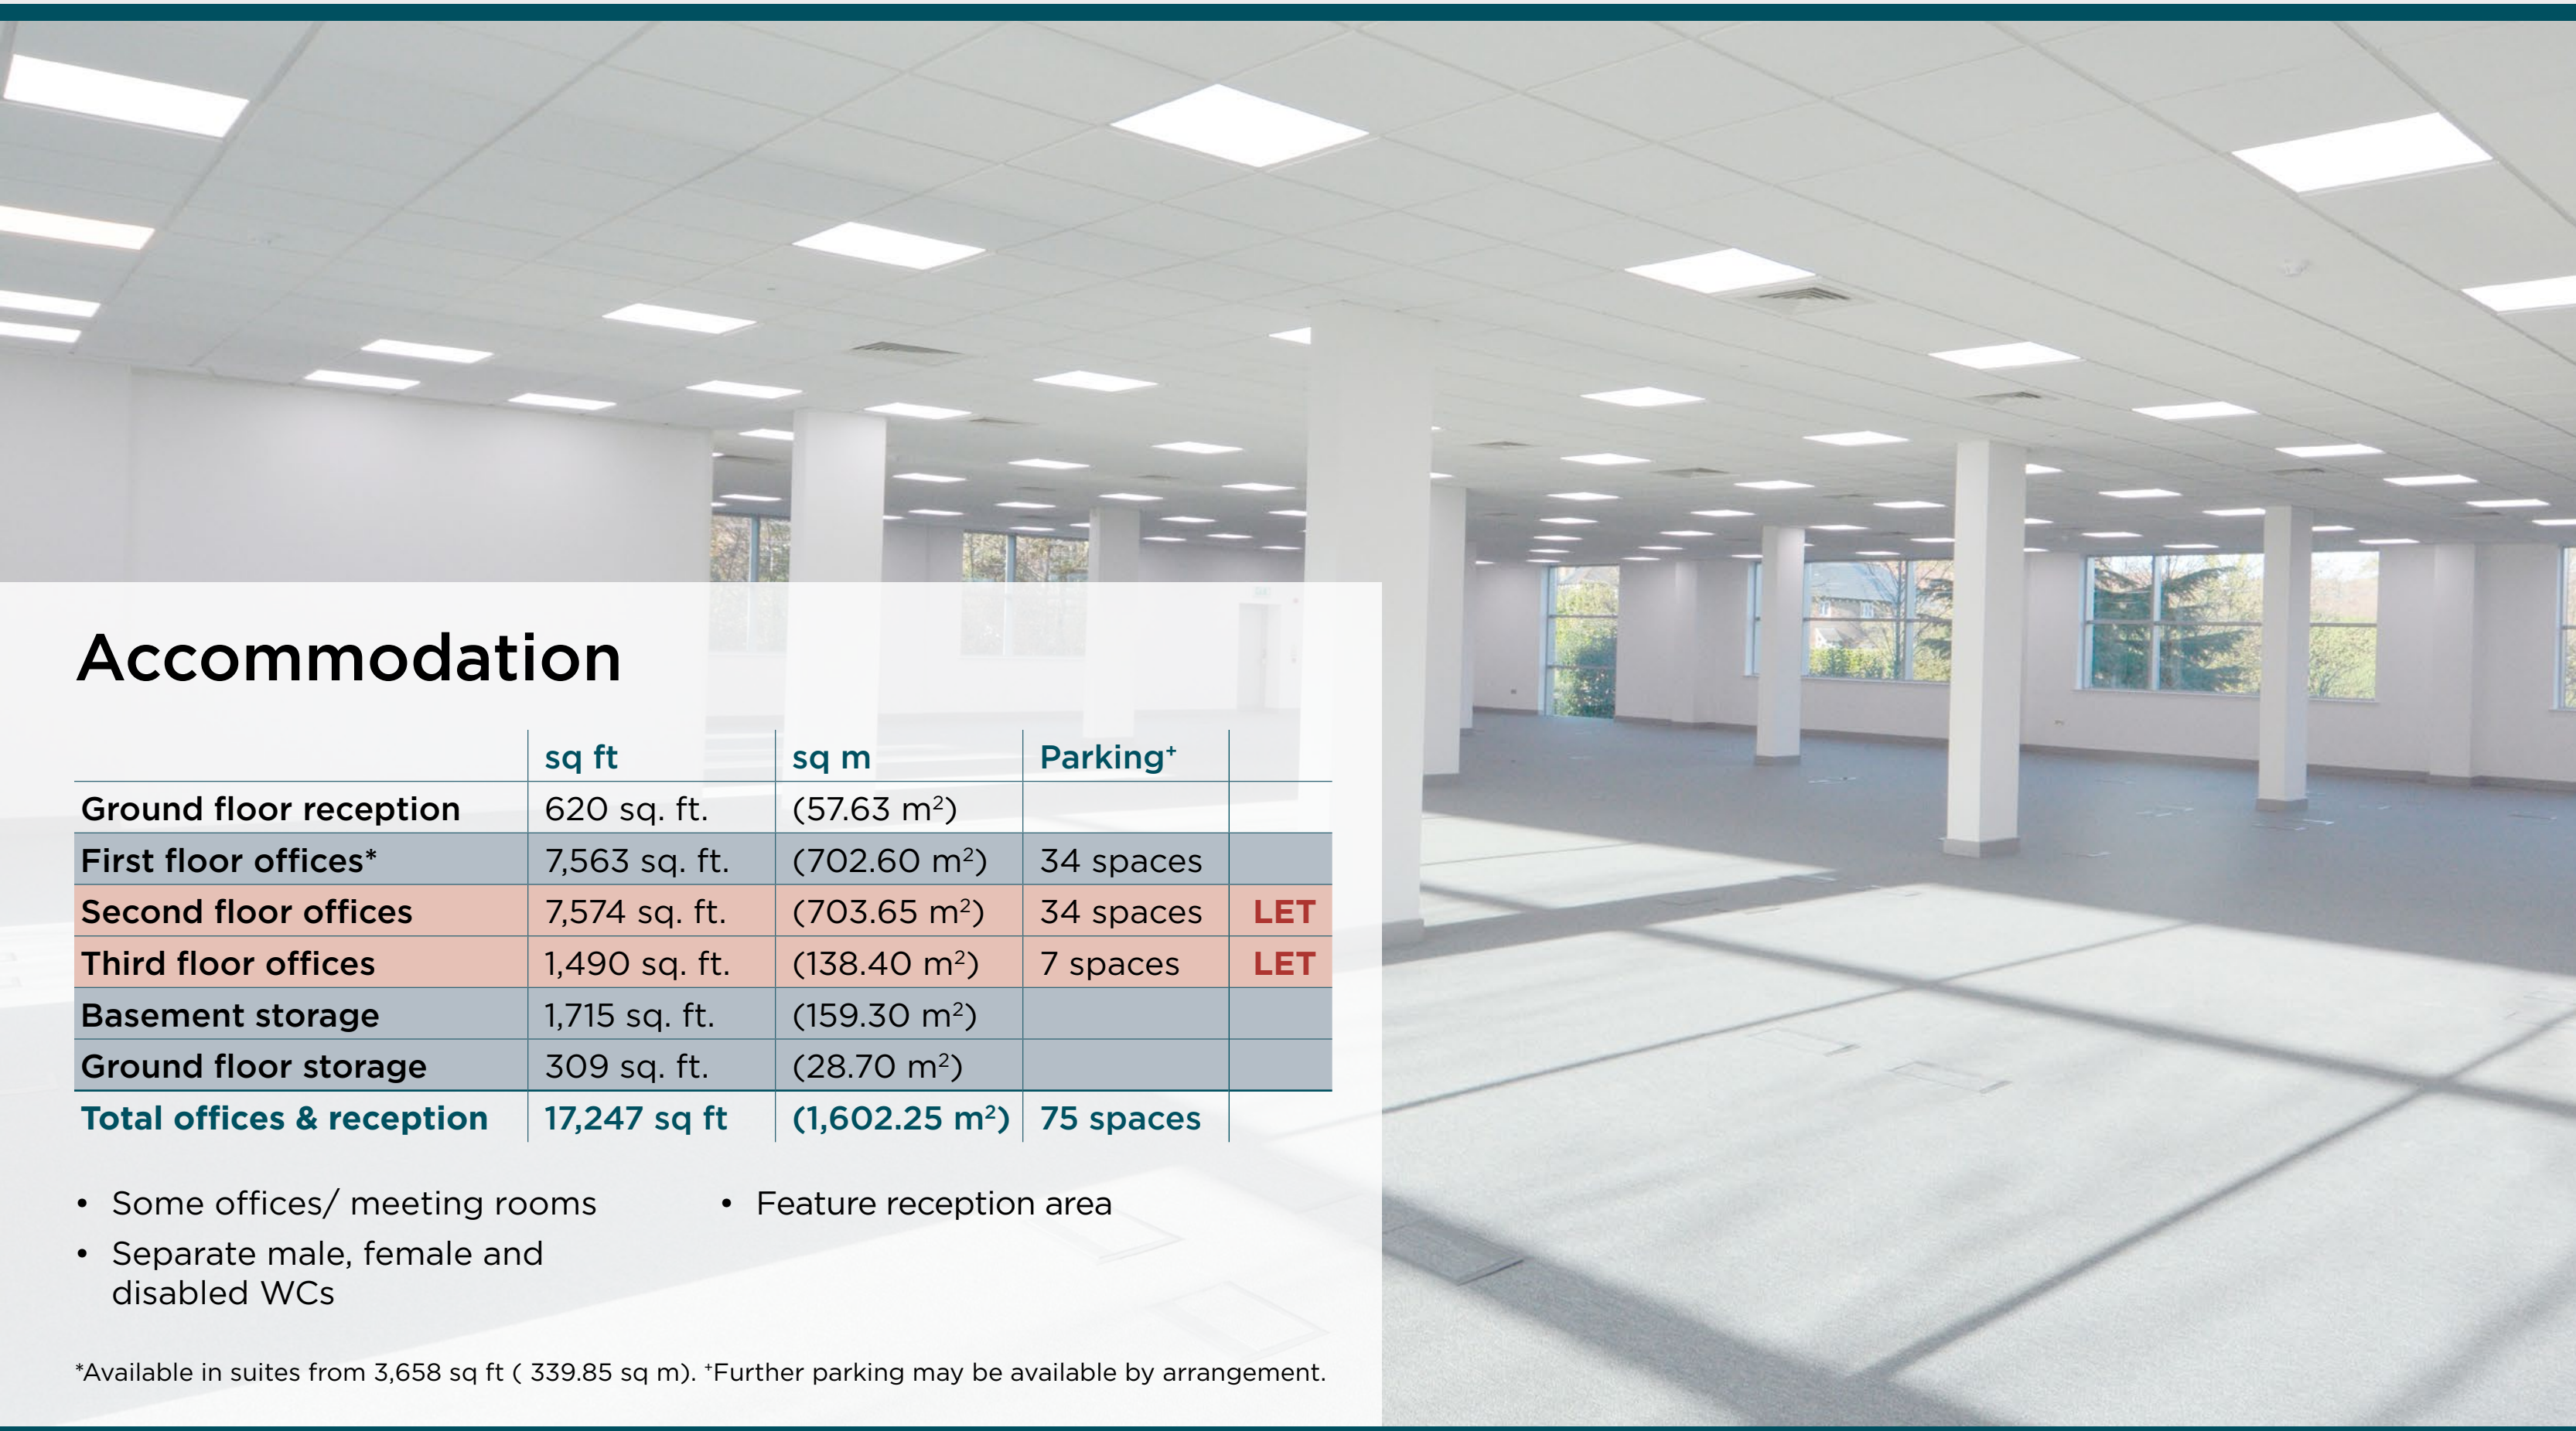 Accommodation
sq ft sq m Parking⁺
Ground floor reception 620 sq. ft. (57.63 m²)
First floor offices* 7,563 sq. ft. (702.60 m²) 34 spaces
Second floor offices 7,574 sq. ft. (703.65 m²) 34 spaces LET
Third floor offices 1,490 sq. ft. (138.40 m²) 7 spaces LET
Basement storage 1,715 sq. ft. (159.30 m²)
Ground floor storage 309 sq. ft. (28.70 m²)
Total offices & reception 17,247 sq ft (1,602.25 m²) 75 spaces
• Some offices/ meeting rooms
• Separate male, female and
disabled WCs
• Feature reception area
*Available in suites from 3,658 sq ft ( 339.85 sq m). ⁺Further parking may be available by arrangement.